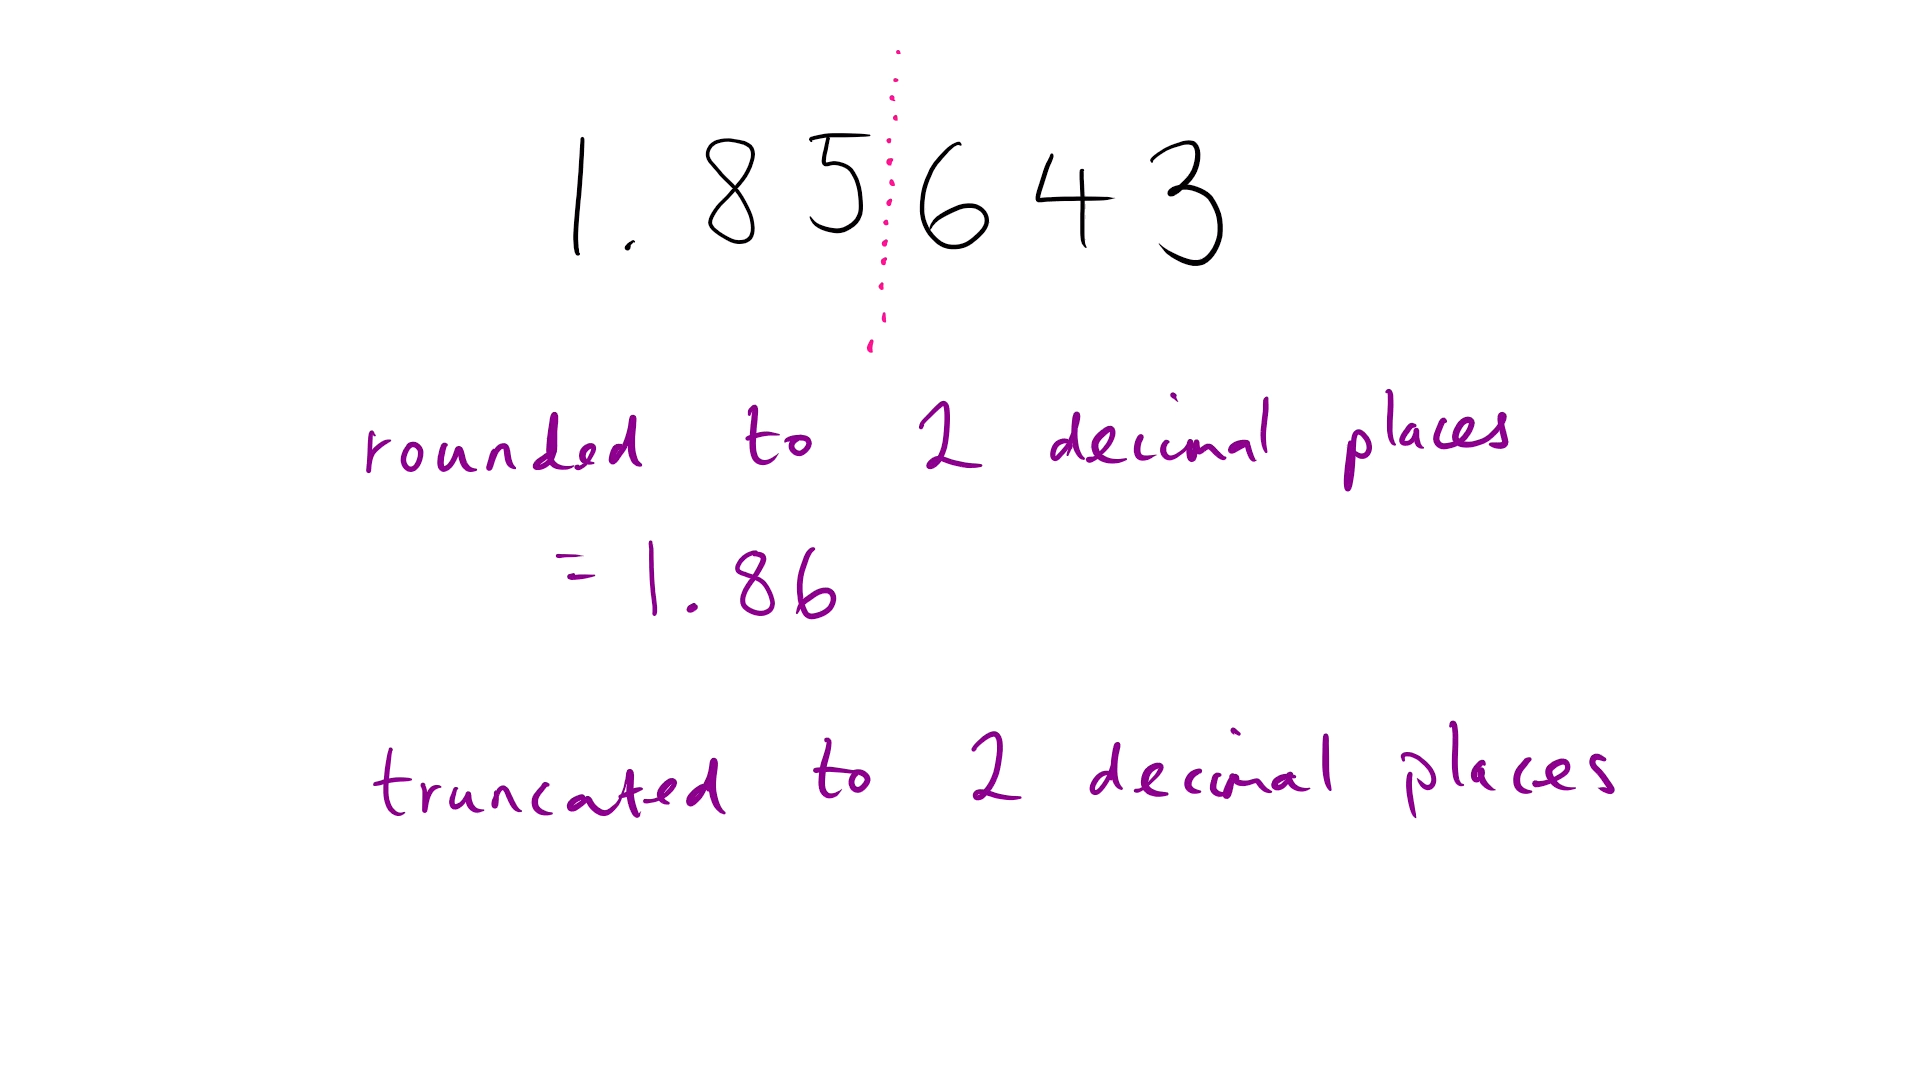 1.85643
rounded to 2 decimal places
= 1.86
truncated to 2 decimal places